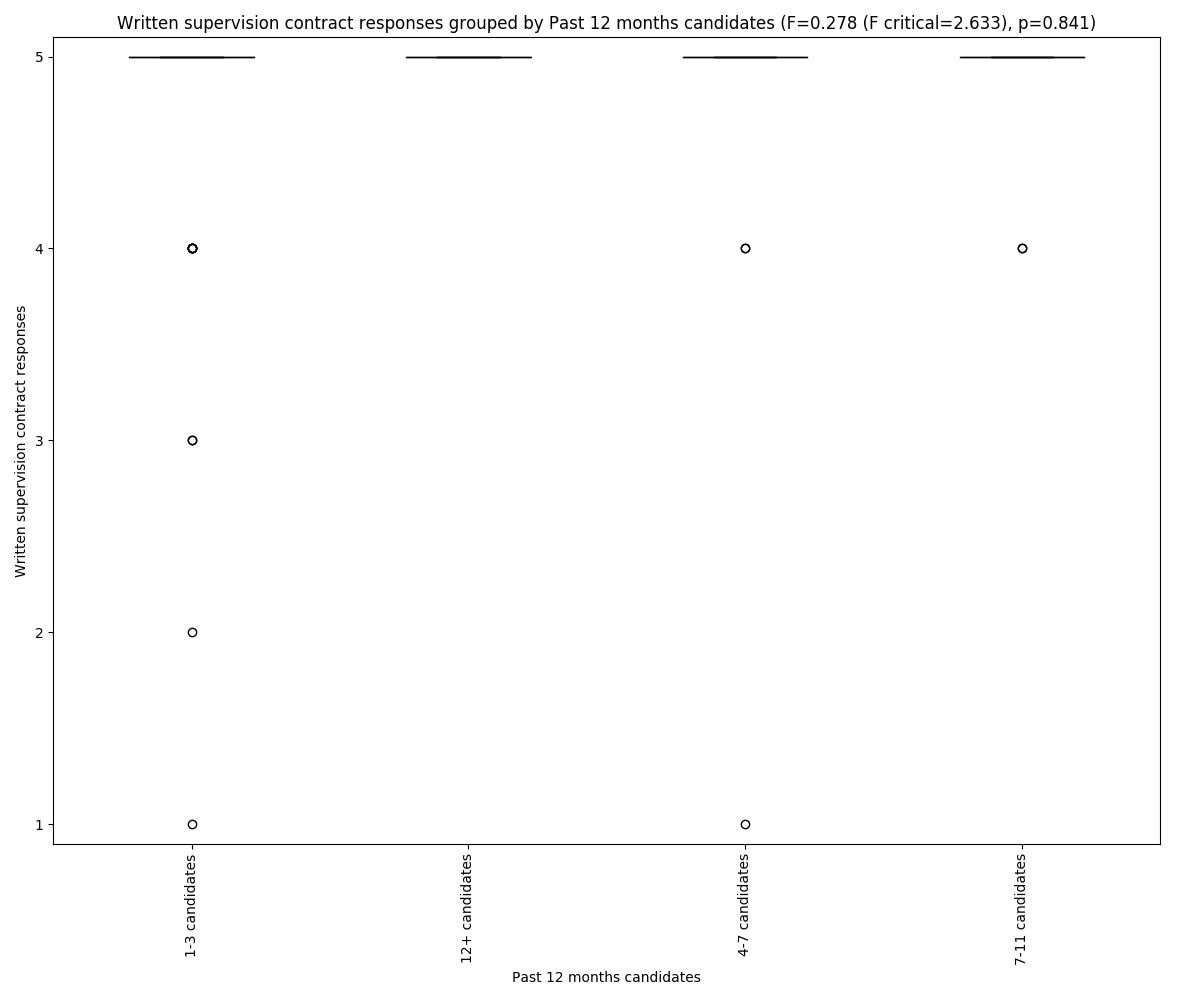 Written supervision contract responses grouped by Past 12 months candidates (F=0.278 (F critical=2.633), p=0.841)
Written supervision contract responses
5
4
3
2
1
1-3 candidates
12+ candidates
4-7 candidates
7-11 candidates
Past 12 months candidates